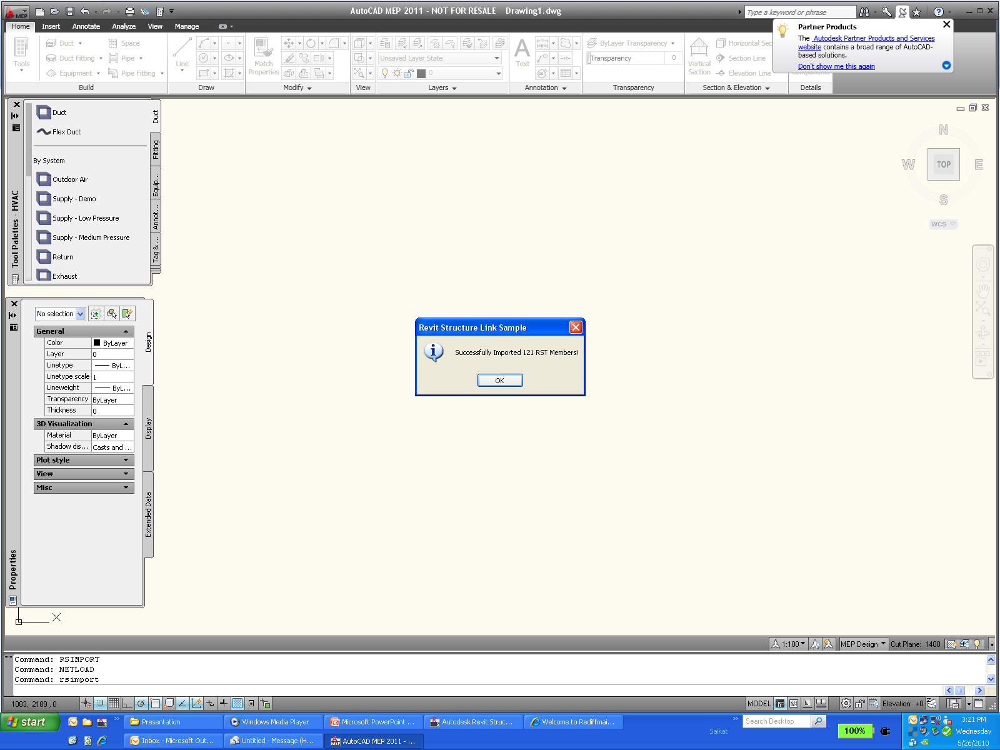 MEP
AutoCAD MEP 2011 - NOT FOR RESALE Drawing1.dwg
Type a keyword or phrase
Home Insert Annotate Analyze View Manage
Tools
Duct
Duct Fitting
Equipment
Space
Pipe
Pipe Fitting
Build
Line
Draw
Match
Properties
Modify
View
Unsaved Layer State
0
Layers
A
Text
Annotation
ByLayer Transparency
Transparency 0
Transparency
Vertical
Section
Horizontal Sec
Section Line
Elevation Line
Section & Elevation
Components
Details
Partner Products
The Autodesk Partner Products and Services
website contains a broad range of AutoCAD-
based solutions.
Don't show me this again
Duct
Flex Duct
By System
Outdoor Air
Supply - Demo
Supply - Low Pressure
Supply - Medium Pressure
Return
Exhaust
Duct
Fitting
Equip...
Annot...
Tag & ...
Tool Palettes - HVAC
N
W
TOP
E
S
WCS
No selection
General
Color ByLayer
Layer 0
Linetype ByL...
Linetype scale 1
Lineweight ByL...
Transparency ByLayer
Thickness 0
3D Visualization
Material ByLayer
Shadow dis... Casts and ...
Plot style
View
Misc
Design
Display
Extended Data
Properties
Revit Structure Link Sample
Successfully Imported 121 RST Members!
OK
1:100 MEP Design Cut Plane: 1400
Command: RSIMPORT
Command: NETLOAD
Command: rsimport
1083, 2189 , 0
MODEL
Elevation: +0
start
Presentation
Windows Media Player
Microsoft PowerPoint ...
Autodesk Revit Struc...
Welcome to Rediffmai...
Inbox - Microsoft Out...
Untitled - Message (H...
AutoCAD MEP 2011 - ...
Saikat
Search Desktop
100%
3:21 PM
Wednesday
5/26/2010